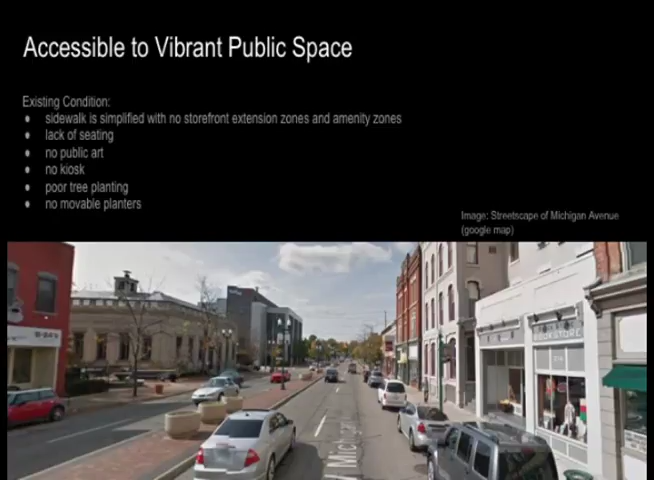 Accessible to Vibrant Public Space
Existing Condition:
● sidewalk is simplified with no storefront extension zones and amenity zones
● lack of seating
● no public art
● no kiosk
● poor tree planting
● no movable planters
Image: Streetscape of Michigan Avenue
(google map)
BOOKSTORE